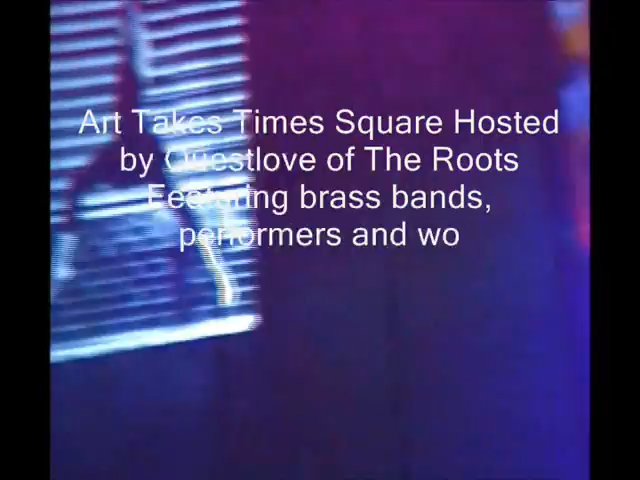 Art Takes Times Square Hosted
by Questlove of The Roots
Featuring brass bands,
performers and wo